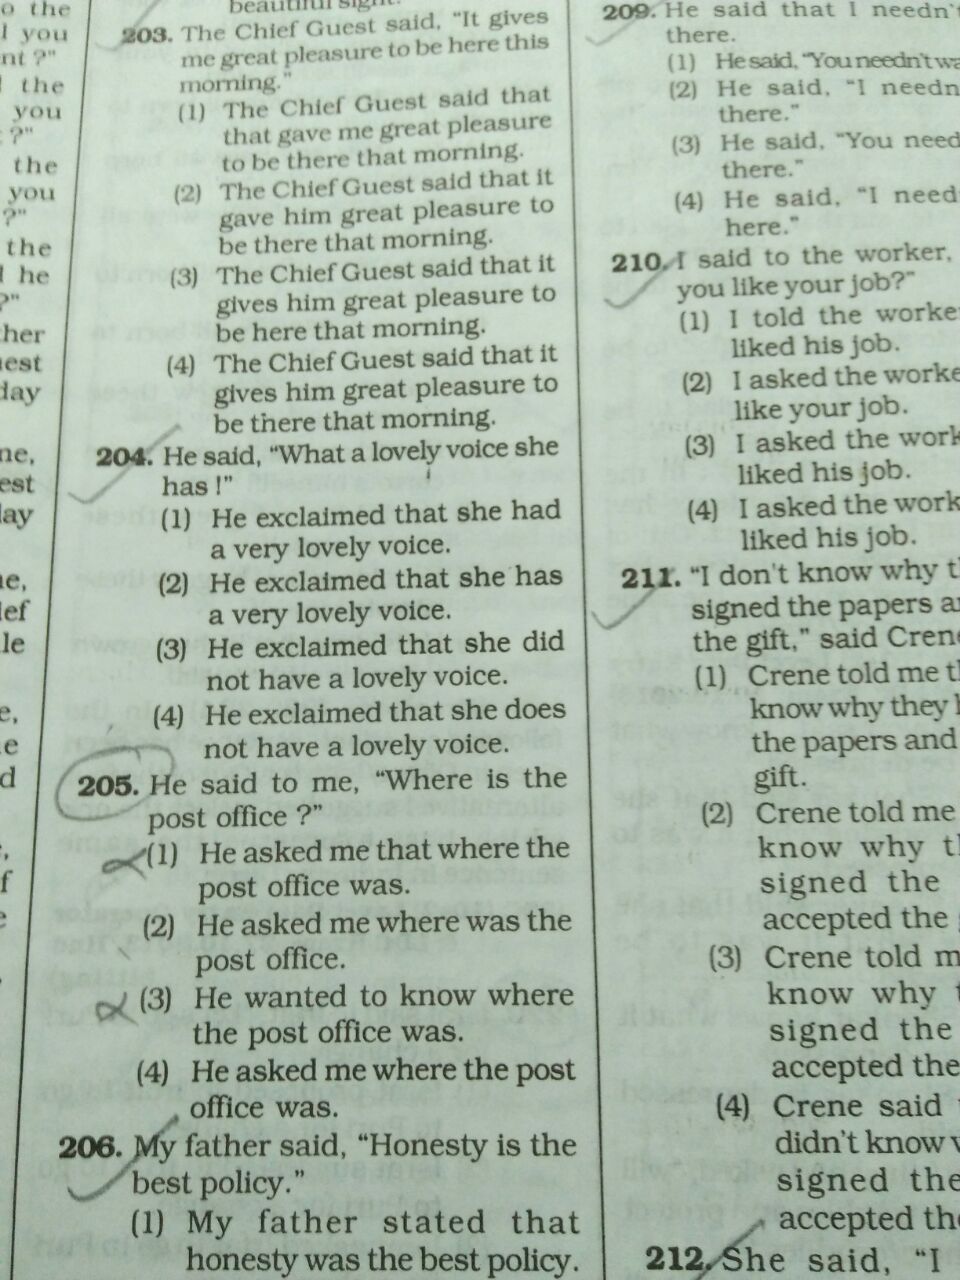 o the
l you
nt ?"
l the
you
?"
the
you
?"
the
l he
?"
her
est
day
ne,
est
lay
ne,
ief
le
e,
e
d
f
e
beautiful sight."
203. The Chief Guest said, "It gives
me great pleasure to be here this
morning."
(1) The Chief Guest said that
that gave me great pleasure
to be there that morning.
(2) The Chief Guest said that it
gave him great pleasure to
be there that morning.
(3) The Chief Guest said that it
gives him great pleasure to
be here that morning.
(4) The Chief Guest said that it
gives him great pleasure to
be there that morning.
204. He said, "What a lovely voice she
has !"
(1) He exclaimed that she had
a very lovely voice.
(2) He exclaimed that she has
a very lovely voice.
(3) He exclaimed that she did
not have a lovely voice.
(4) He exclaimed that she does
not have a lovely voice.
205. He said to me, "Where is the
post office ?"
(1) He asked me that where the
post office was.
(2) He asked me where was the
post office.
(3) He wanted to know where
the post office was.
(4) He asked me where the post
office was.
206. My father said, "Honesty is the
best policy."
(1) My father stated that
honesty was the best policy.
209. He said that I needn't
there.
(1) He said, "You needn't wa
(2) He said, "I needn
there."
(3) He said, "You need
there."
(4) He said, "I need
here."
210. I said to the worker,
you like your job?"
(1) I told the worke
liked his job.
(2) I asked the worke
like your job.
(3) I asked the work
liked his job.
(4) I asked the work
liked his job.
211. "I don't know why t
signed the papers a
the gift," said Crene
(1) Crene told me t
know why they h
the papers and
gift.
(2) Crene told me
know why t
signed the
accepted the
(3) Crene told m
know why
signed the
accepted the
(4) Crene said
didn't know
signed the
accepted the
212. She said, "I